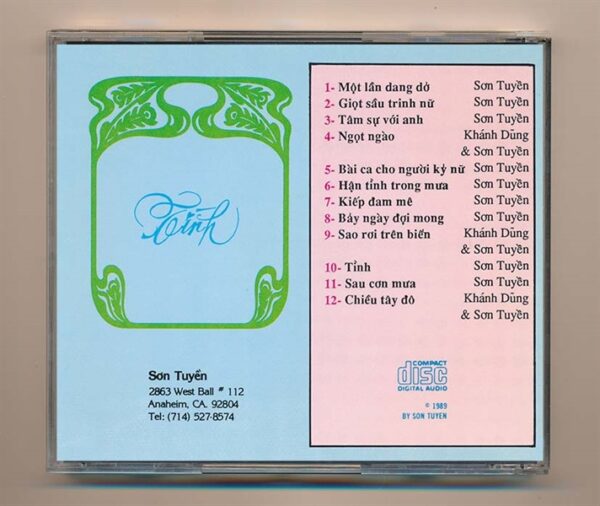 Tình
Sơn Tuyền
2863 West Ball # 112
Anaheim, CA. 92804
Tel: (714) 527-8574
1- Một lần dang dở Sơn Tuyền
2- Giọt sầu trinh nữ Sơn Tuyền
3- Tâm sự với anh Sơn Tuyền
4- Ngọt ngào Khánh Dũng
& Sơn Tuyền
5- Bài ca cho người kỷ nữ Sơn Tuyền
6- Hận tình trong mưa Sơn Tuyền
7- Kiếp đam mê Sơn Tuyền
8- Bảy ngày đợi mong Sơn Tuyền
9- Sao rơi trên biển Khánh Dũng
& Sơn Tuyền
10- Tình Sơn Tuyền
11- Sau cơn mưa Sơn Tuyền
12- Chiều tây đô Khánh Dũng
& Sơn Tuyền
COMPACT
disc
DIGITAL AUDIO
© 1989
BY SON TUYEN